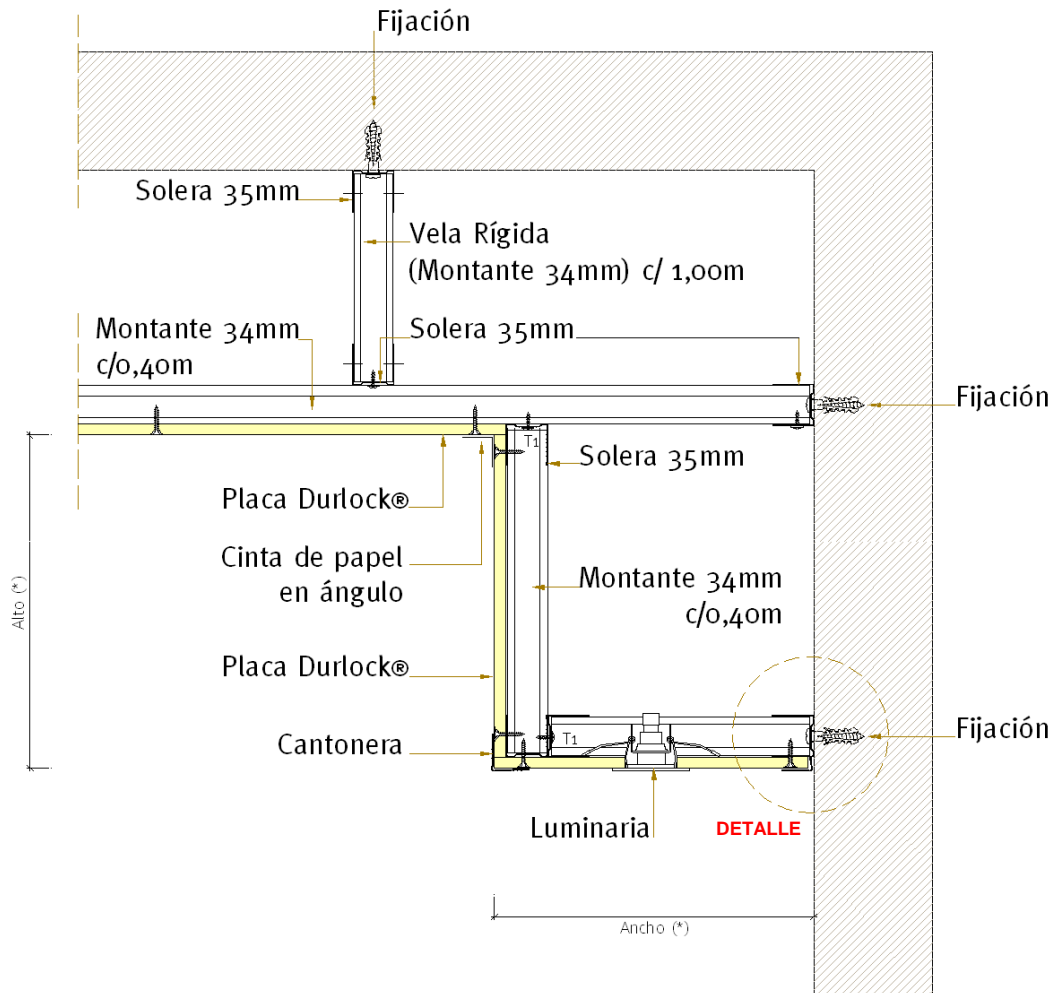 Fijación
Solera 35mm
Vela Rígida
(Montante 34mm) c/ 1,00m
Montante 34mm
c/0,40m
Solera 35mm
Fijación
T1
Solera 35mm
Placa Durlock®
Cinta de papel
en ángulo
Montante 34mm
c/0,40m
Alto (*)
Placa Durlock®
Cantonera
T1
Fijación
Luminaria
DETALLE
Ancho (*)